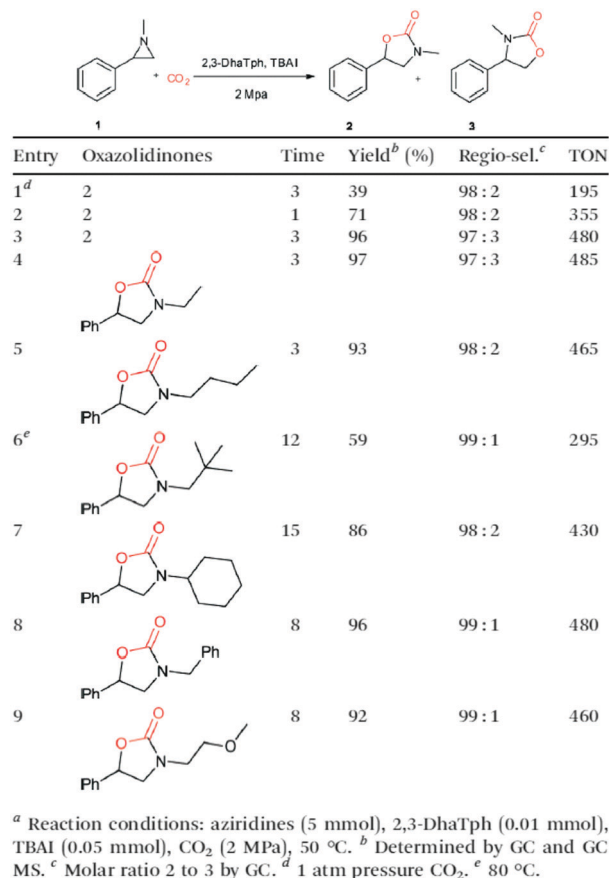 N
O
O
N
N
O
O
+ CO₂
2,3-DhaTph, TBAI
2 Mpa
+
1
2
3
Entry Oxazolidinones Time Yieldᵇ (%) Regio-sel.ᶜ TON
1ᵈ 2 3 39 98 : 2 195
2 2 1 71 98 : 2 355
3 2 3 96 97 : 3 480
4 3 97 97 : 3 485
O
O
N
Ph
5 3 93 98 : 2 465
O
O
N
Ph
6ᵉ 12 59 99 : 1 295
O
O
N
Ph
7 15 86 98 : 2 430
O
O
N
Ph
8 8 96 99 : 1 480
O
O
Ph
N
Ph
9 8 92 99 : 1 460
O
O
N
O
Ph
ᵃ Reaction conditions: aziridines (5 mmol), 2,3-DhaTph (0.01 mmol),
TBAI (0.05 mmol), CO₂ (2 MPa), 50 °C. ᵇ Determined by GC and GC
MS. ᶜ Molar ratio 2 to 3 by GC. ᵈ 1 atm pressure CO₂. ᵉ 80 °C.